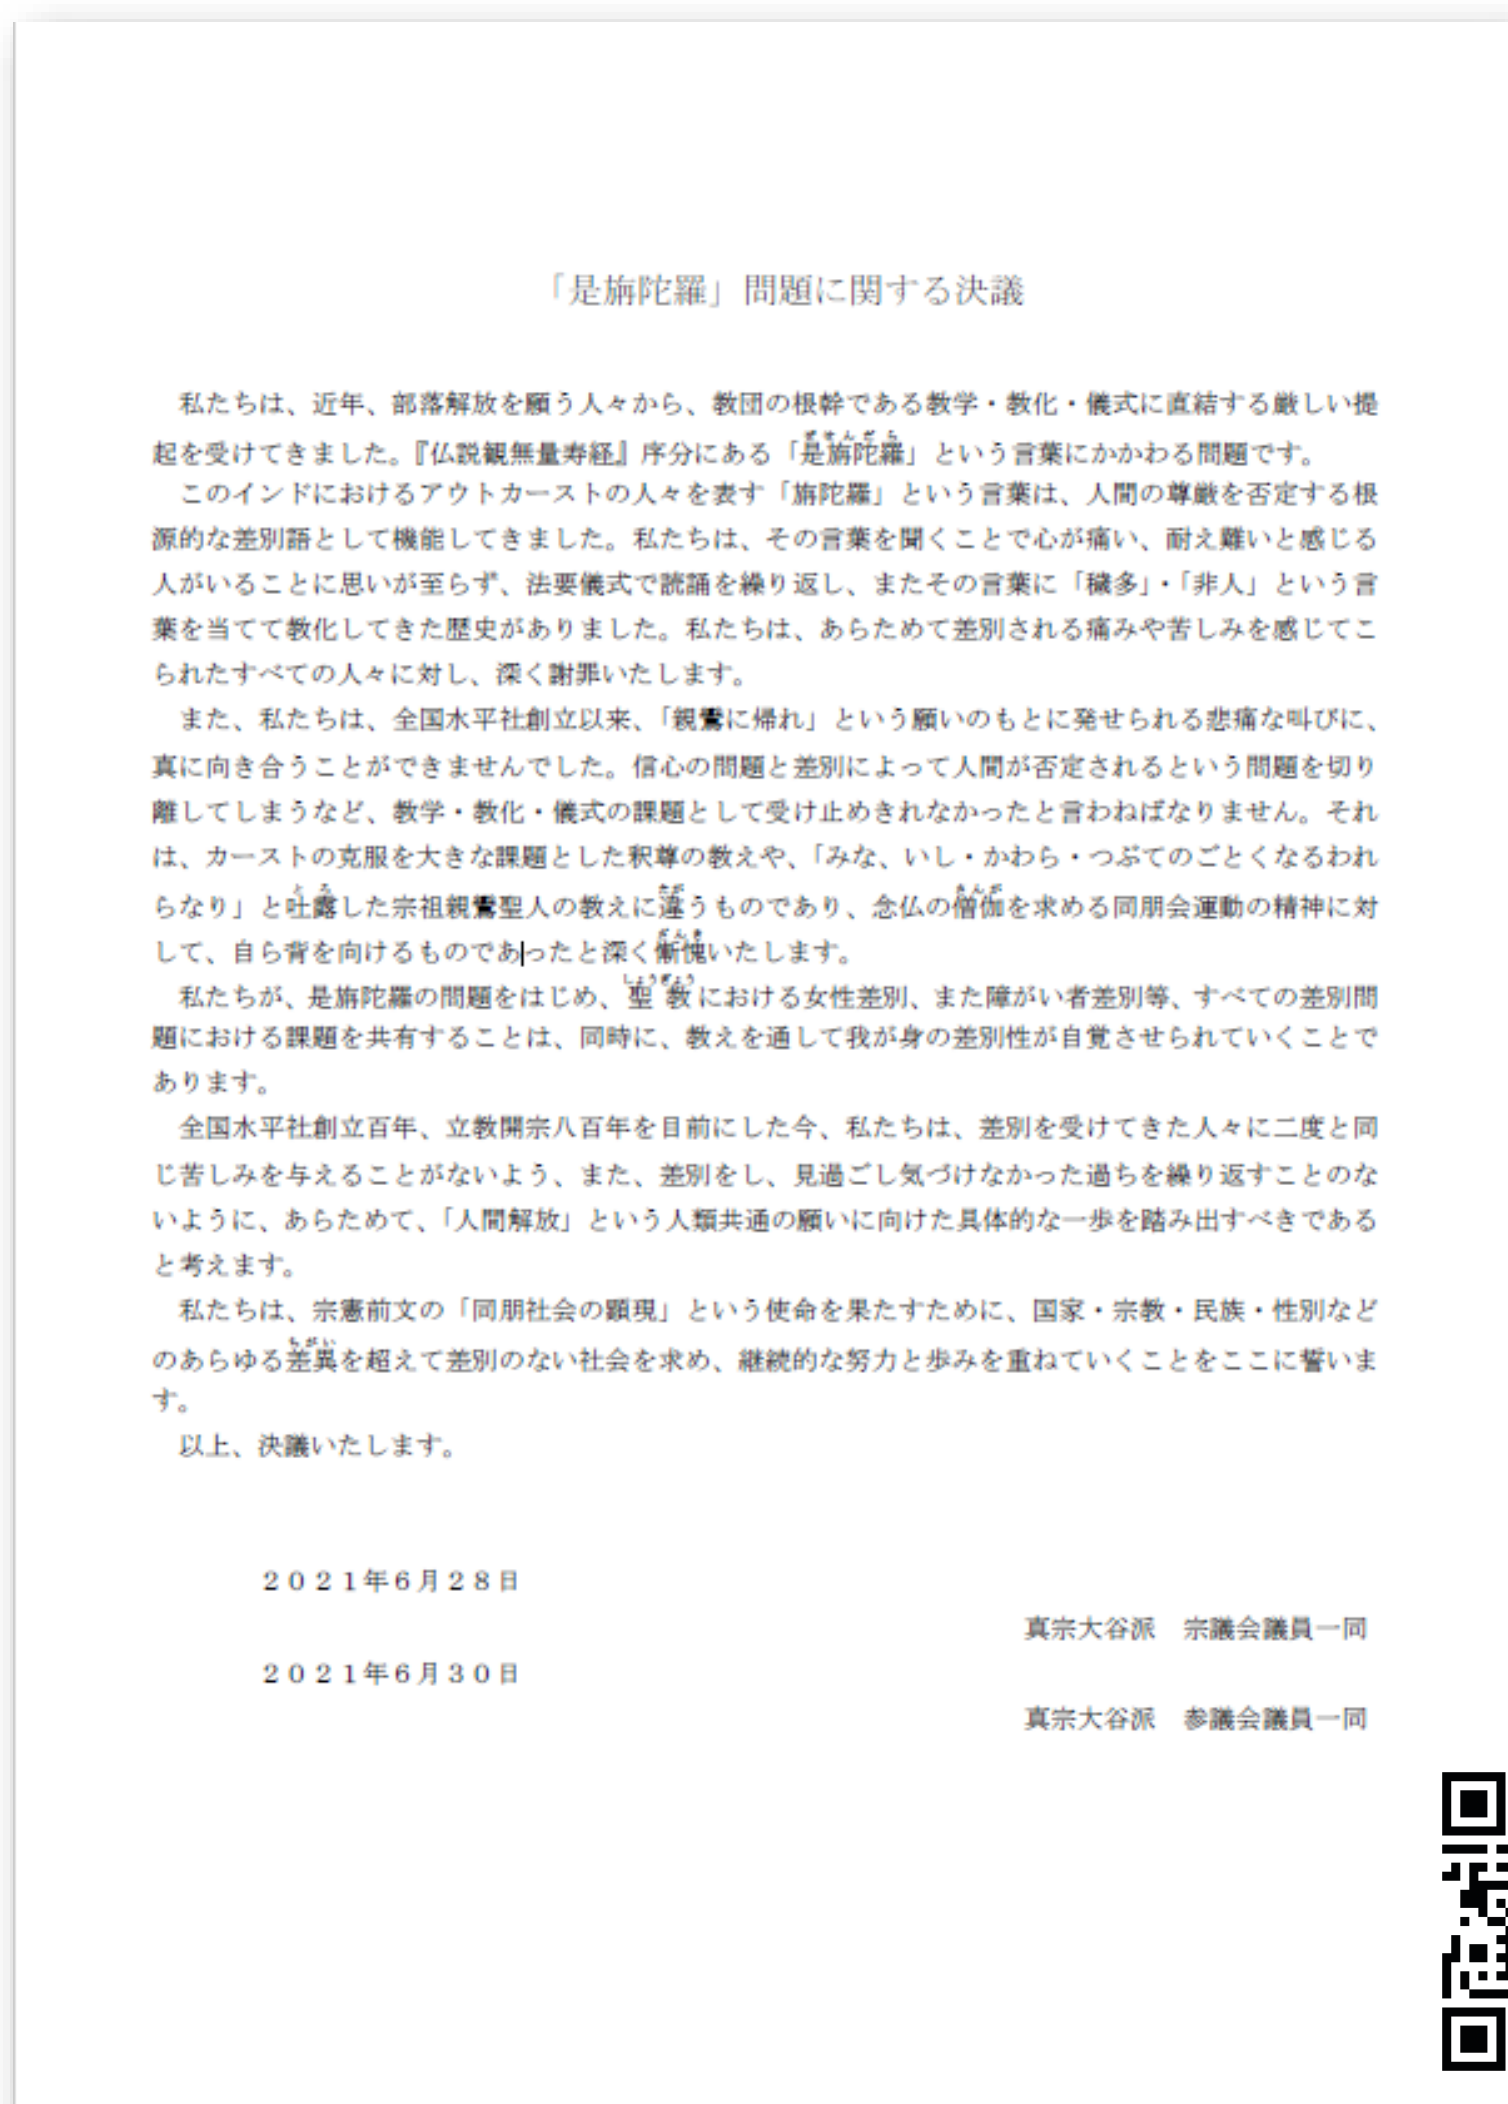 「是旃陀羅」問題に関する決議
私たちは、近年、部落解放を願う人々から、教団の根幹である教学・教化・儀式に直結する厳しい提
起を受けてきました。『仏説観無量寿経』序分にある「是旃陀羅」という言葉にかかわる問題です。
このインドにおけるアウトカーストの人々を表す「旃陀羅」という言葉は、人間の尊厳を否定する根
源的な差別語として機能してきました。私たちは、その言葉を聞くことで心が痛い、耐え難いと感じる
人がいることに思いが至らず、法要儀式で読誦を繰り返し、またその言葉に「穢多」・「非人」という言
葉を当てて教化してきた歴史がありました。私たちは、あらためて差別される痛みや苦しみを感じてこ
られたすべての人々に対し、深く謝罪いたします。
また、私たちは、全国水平社創立以来、「親鸞に帰れ」という願いのもとに発せられる悲痛な叫びに、
真に向き合うことができませんでした。信心の問題と差別によって人間が否定されるという問題を切り
離してしまうなど、教学・教化・儀式の課題として受け止めきれなかったと言わねばなりません。それ
は、カーストの克服を大きな課題とした釈尊の教えや、「みな、いし・かわら・つぶてのごとくなるわれ
らなり」と吐露した宗祖親鸞聖人の教えに違うものであり、念仏の僧伽を求める同朋会運動の精神に対
して、自ら背を向けるものであったと深く慚愧いたします。
私たちが、是旃陀羅の問題をはじめ、聖教における女性差別、また障がい者差別等、すべての差別問
題における課題を共有することは、同時に、教えを通して我が身の差別性が自覚させられていくことで
あります。
全国水平社創立百年、立教開宗八百年を目前にした今、私たちは、差別を受けてきた人々に二度と同
じ苦しみを与えることがないよう、また、差別をし、見過ごし気づけなかった過ちを繰り返すことのな
いように、あらためて、「人間解放」という人類共通の願いに向けた具体的な一歩を踏み出すべきである
と考えます。
私たちは、宗憲前文の「同朋社会の顕現」という使命を果たすために、国家・宗教・民族・性別など
のあらゆる差異を超えて差別のない社会を求め、継続的な努力と歩みを重ねていくことをここに誓いま
す。
以上、決議いたします。
２０２１年６月２８日
真宗大谷派　宗議会議員一同
２０２１年６月３０日
真宗大谷派　参議会議員一同